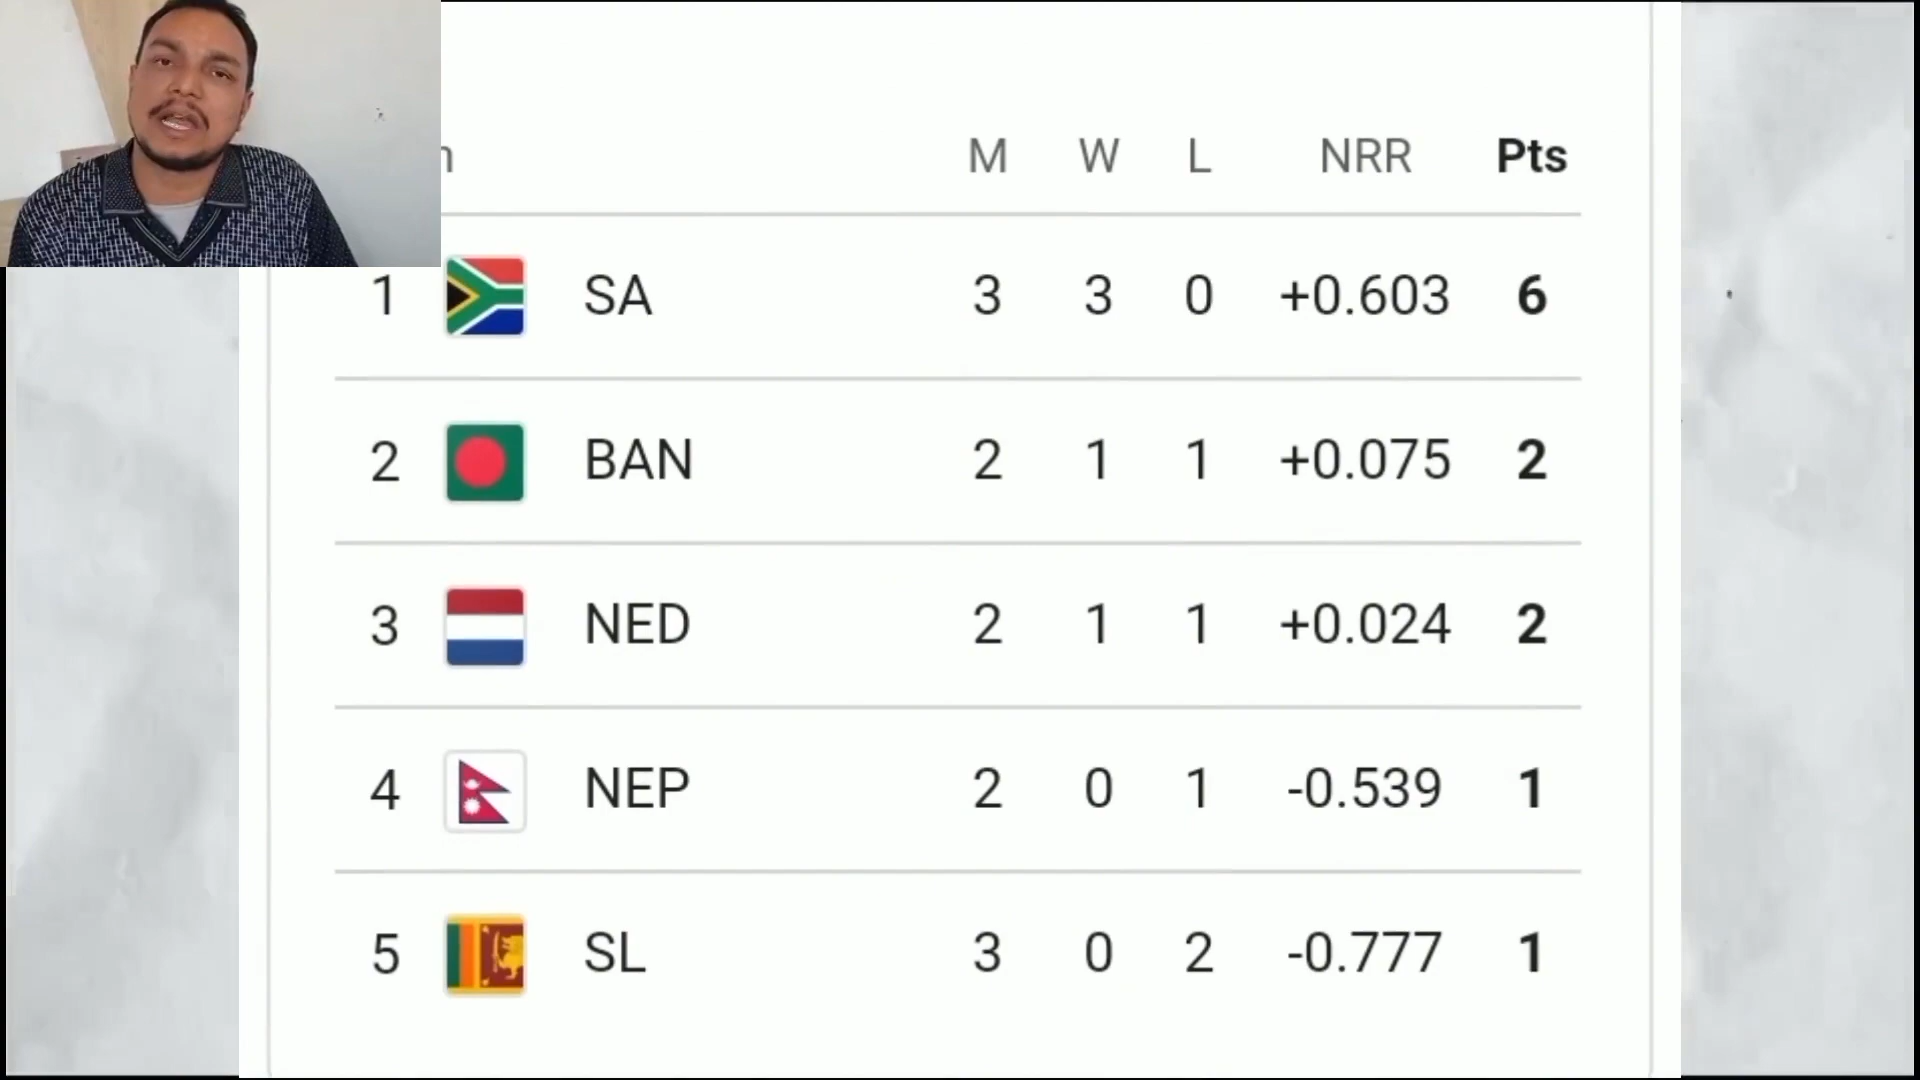 M W L NRR Pts
1 SA 3 3 0 +0.603 6
2 BAN 2 1 1 +0.075 2
3 NED 2 1 1 +0.024 2
4 NEP 2 0 1 -0.539 1
5 SL 3 0 2 -0.777 1